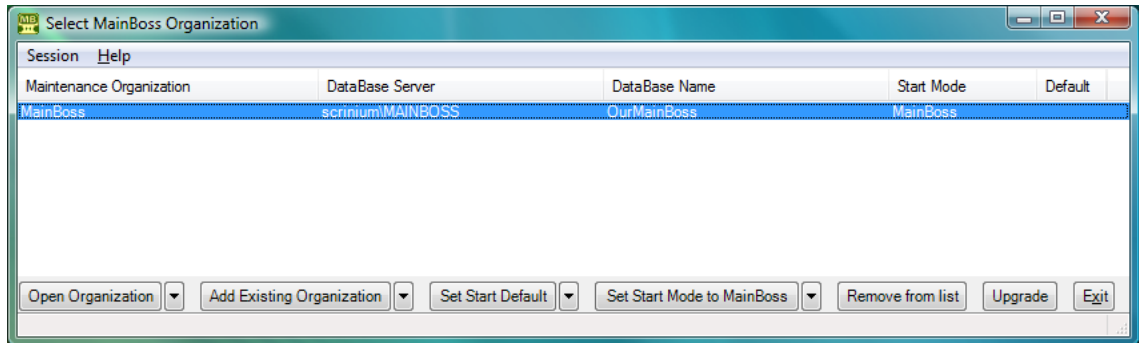 MB
Select MainBoss Organization
Session Help
Maintenance Organization DataBase Server DataBase Name Start Mode Default
MainBoss scrinium\MAINBOSS OurMainBoss MainBoss
Open Organization Add Existing Organization Set Start Default Set Start Mode to MainBoss Remove from list Upgrade Exit